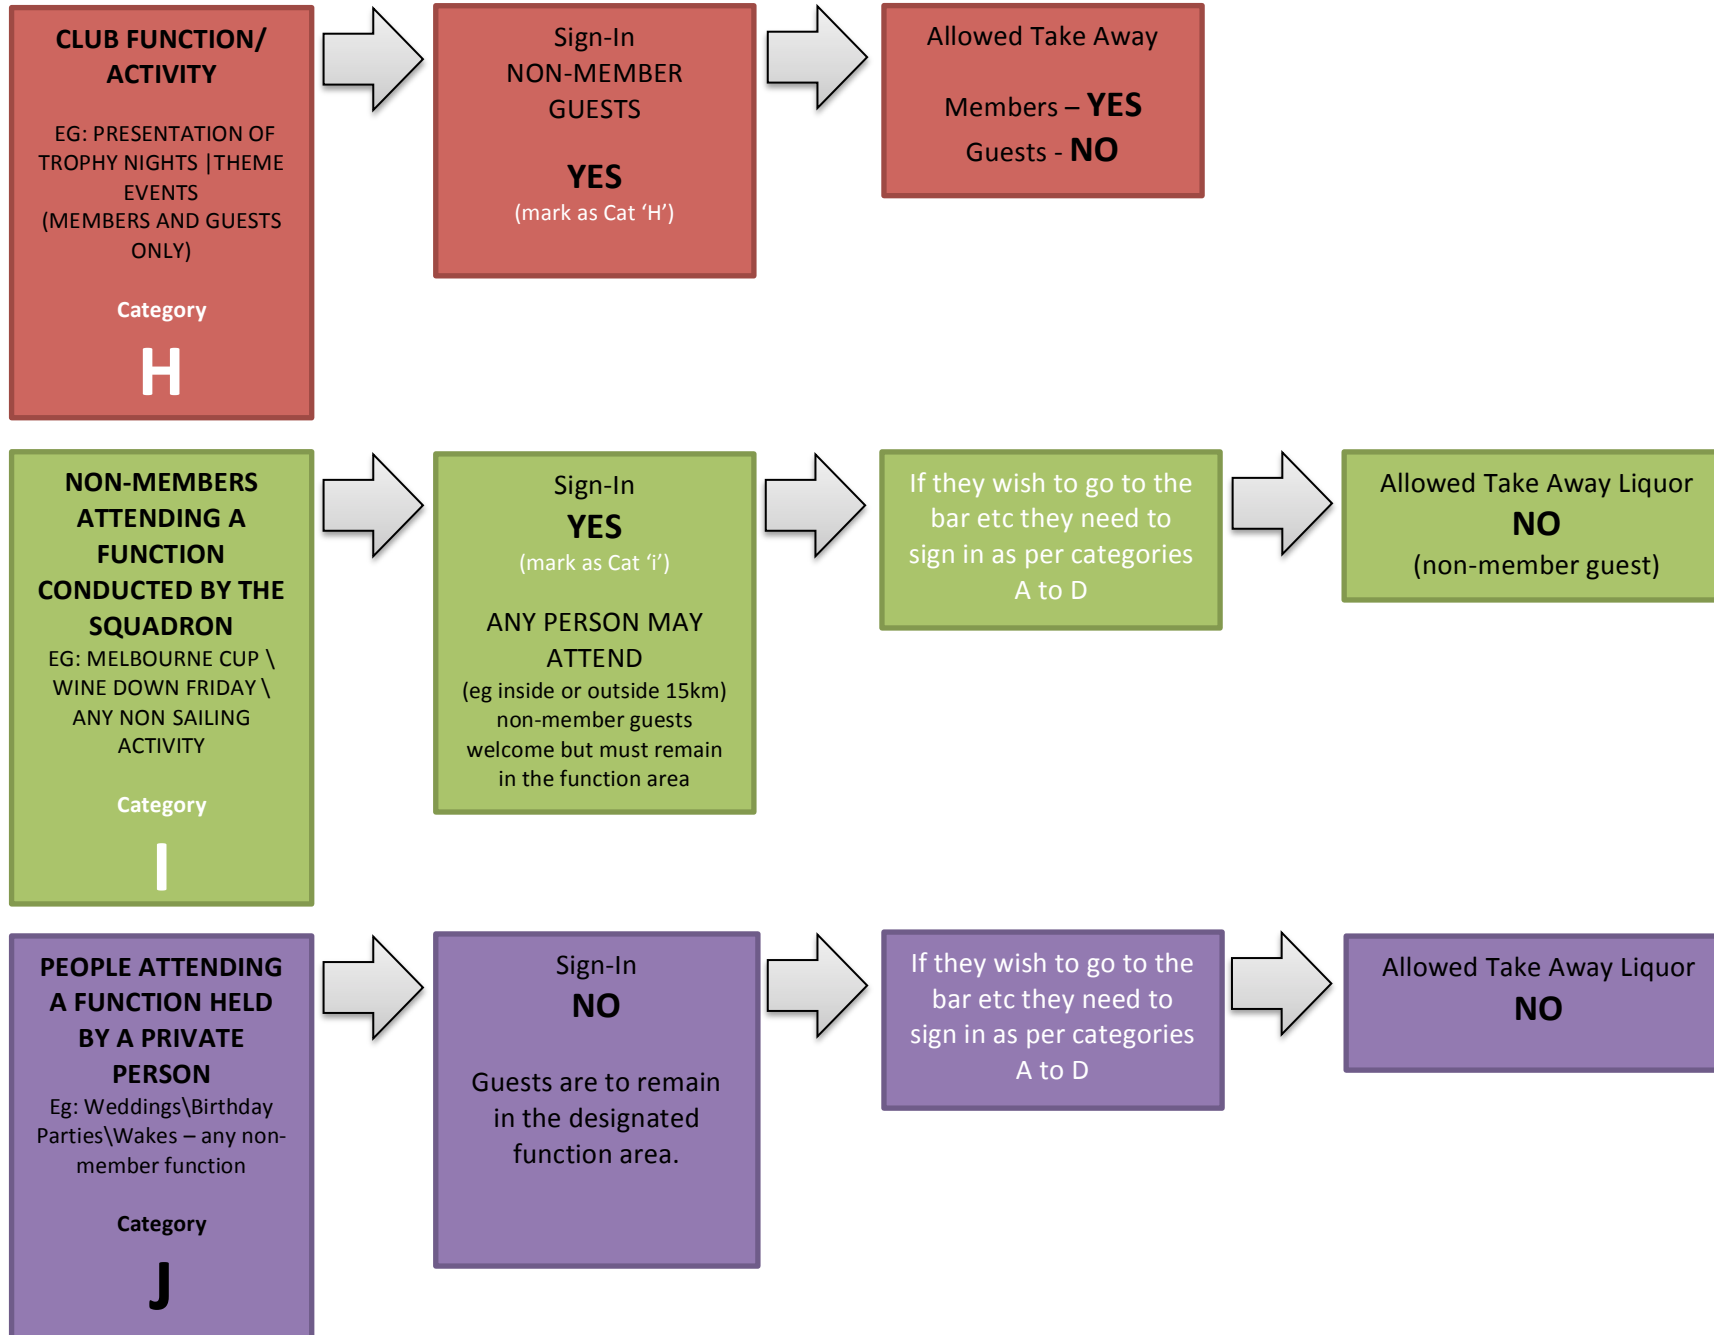 CLUB FUNCTION/
ACTIVITY
EG: PRESENTATION OF
TROPHY NIGHTS |THEME
EVENTS
(MEMBERS AND GUESTS
ONLY)
Category
H
Sign-In
NON-MEMBER
GUESTS
YES
(mark as Cat ‘H’)
Allowed Take Away
Members – YES
Guests - NO
NON-MEMBERS
ATTENDING A
FUNCTION
CONDUCTED BY THE
SQUADRON
EG: MELBOURNE CUP \
WINE DOWN FRIDAY \
ANY NON SAILING
ACTIVITY
Category
I
Sign-In
YES
(mark as Cat ‘i’)
ANY PERSON MAY
ATTEND
(eg inside or outside 15km)
non-member guests
welcome but must remain
in the function area
If they wish to go to the
bar etc they need to
sign in as per categories
A to D
Allowed Take Away Liquor
NO
(non-member guest)
PEOPLE ATTENDING
A FUNCTION HELD
BY A PRIVATE
PERSON
Eg: Weddings\Birthday
Parties\Wakes – any non-
member function
Category
J
Sign-In
NO
Guests are to remain
in the designated
function area.
If they wish to go to the
bar etc they need to
sign in as per categories
A to D
Allowed Take Away Liquor
NO